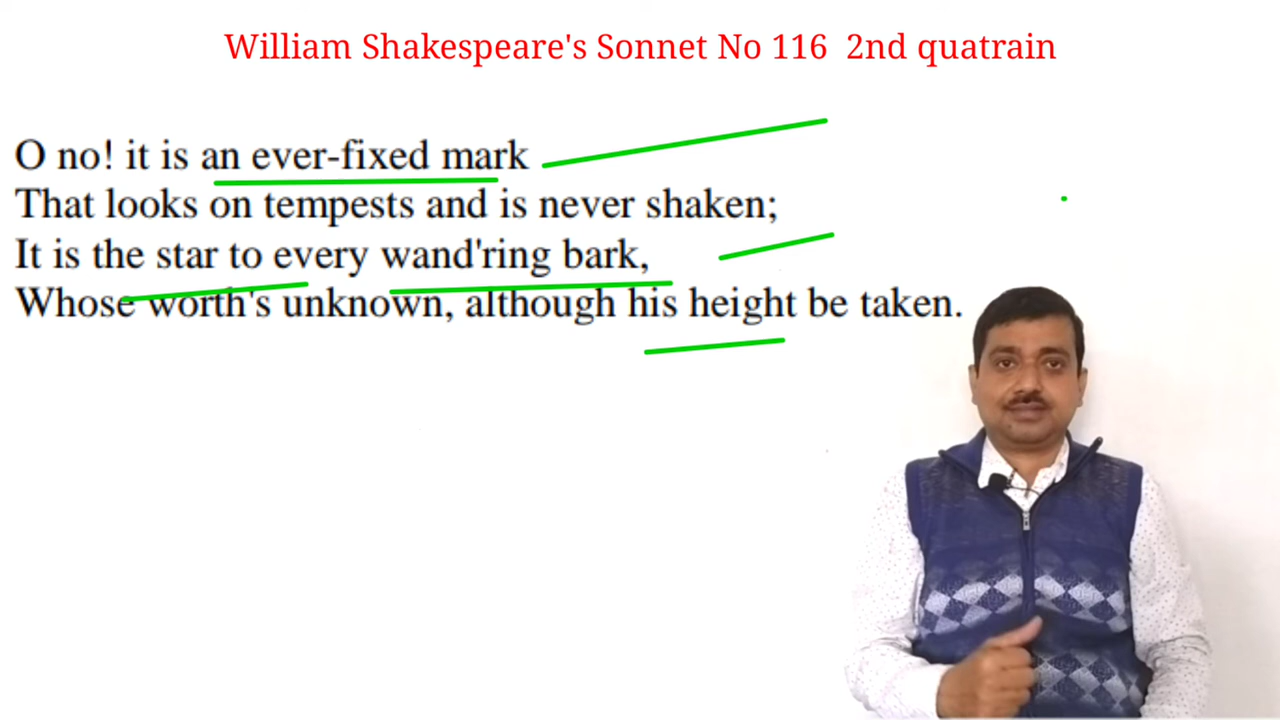 William Shakespeare's Sonnet No 116 2nd quatrain
O no! it is an ever-fixed mark
That looks on tempests and is never shaken;
It is the star to every wand'ring bark,
Whose worth's unknown, although his height be taken.